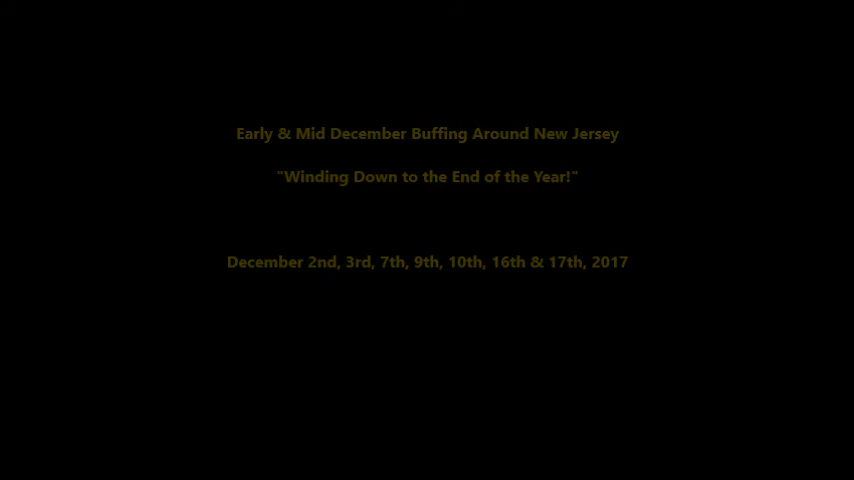 Early & Mid December Buffing Around New Jersey
"Winding Down to the End of the Year!"
December 2nd, 3rd, 7th, 9th, 10th, 16th & 17th, 2017